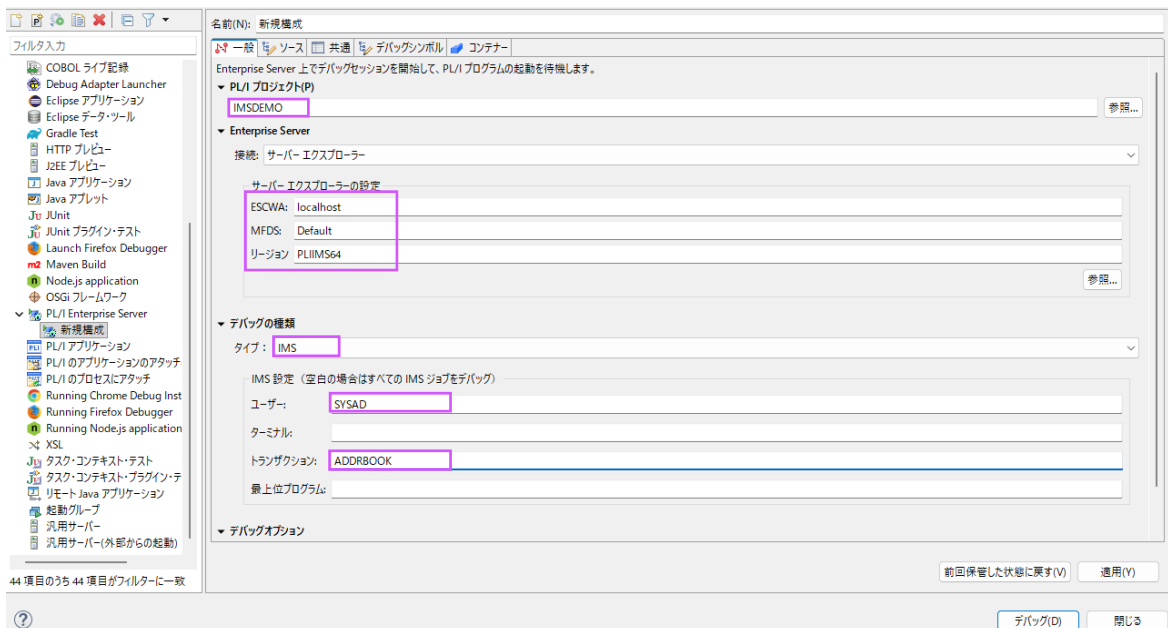 名前(N): 新規構成
フィルタ入力
COBOL ライブ記録
Debug Adapter Launcher
Eclipse アプリケーション
Eclipse データ・ツール
Gradle Test
HTTP プレビュー
J2EE プレビュー
Java アプリケーション
Java アプレット
JUnit
JUnit プラグイン・テスト
Launch Firefox Debugger
Maven Build
Node.js application
OSGi フレームワーク
PL/I Enterprise Server
新規構成
PL/I アプリケーション
PL/I のアプリケーションのアタッチ
PL/I のプロセスにアタッチ
Running Chrome Debug Inst
Running Firefox Debugger
Running Node.js application
XSL
タスク・コンテキスト・テスト
タスク・コンテキスト・プラグイン・テ
リモート Java アプリケーション
起動グループ
汎用サーバー
汎用サーバー(外部からの起動)
44 項目のうち 44 項目がフィルターに一致
一般 ソース 共通 デバッグシンボル コンテナー
Enterprise Server 上でデバッグセッションを開始して、PL/I プログラムの起動を待機します。
PL/I プロジェクト(P)
IMSDEMO 参照...
Enterprise Server
接続: サーバー エクスプローラー
サーバー エクスプローラーの設定
ESCWA: localhost
MFDS: Default
リージョン PLIIMS64
参照...
デバッグの種類
タイプ : IMS
IMS 設定（空白の場合はすべての IMS ジョブをデバッグ）
ユーザー: SYSAD
ターミナル:
トランザクション: ADDRBOOK
最上位プログラム:
デバッグオプション
前回保管した状態に戻す(V) 適用(Y)
デバッグ(D) 閉じる